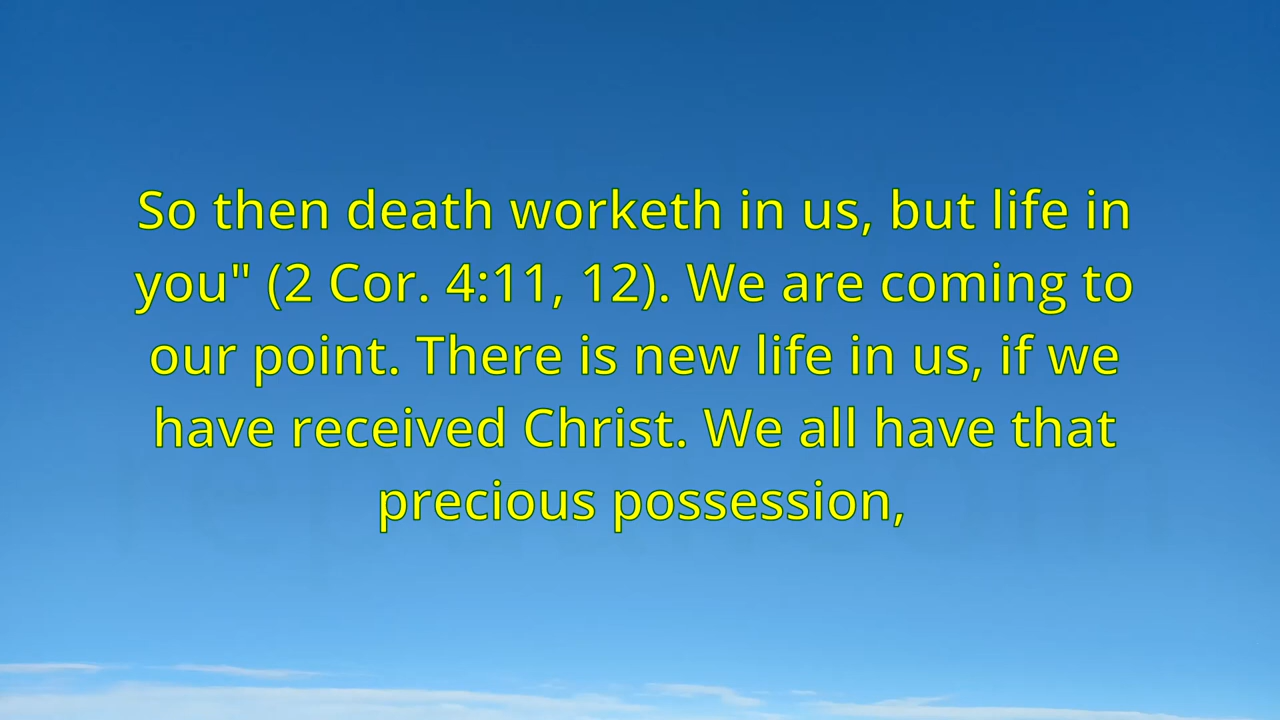 So then death worketh in us, but life in
you" (2 Cor. 4:11, 12). We are coming to
our point. There is new life in us, if we
have received Christ. We all have that
precious possession,